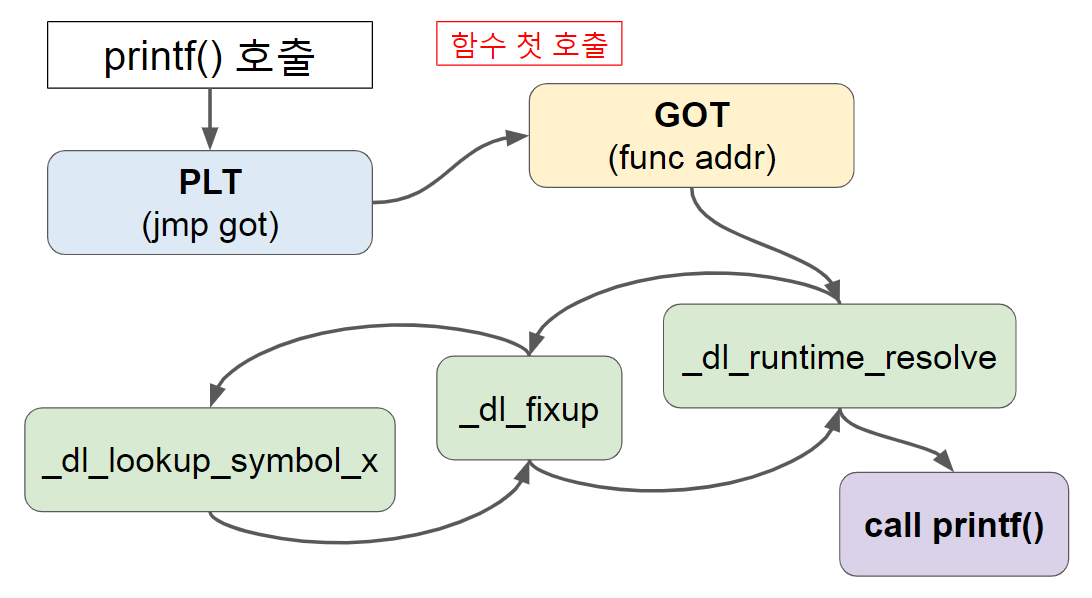 printf() 호출
함수 첫 호출
GOT
(func addr)
PLT
(jmp got)
_dl_runtime_resolve
_dl_fixup
_dl_lookup_symbol_x
call printf()